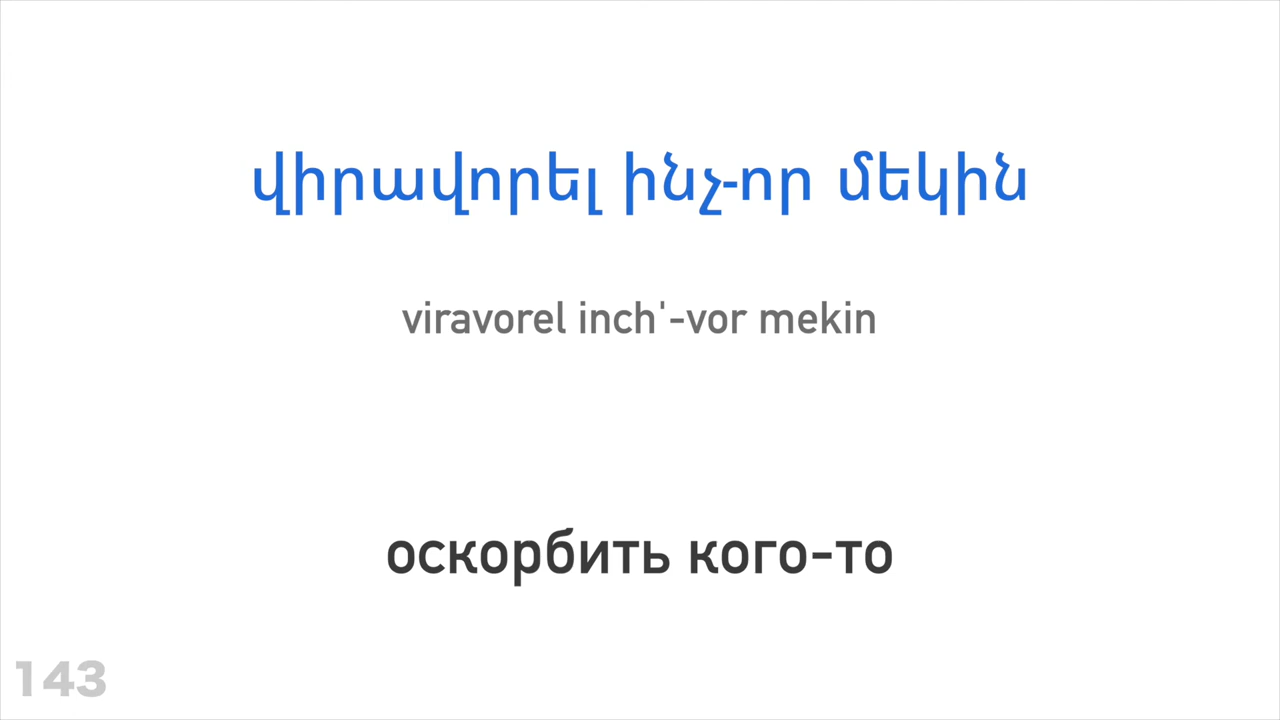 վիրավորել ինչ-որ մեկին
viravorel inch'-vor mekin
оскорбить кого-то
143